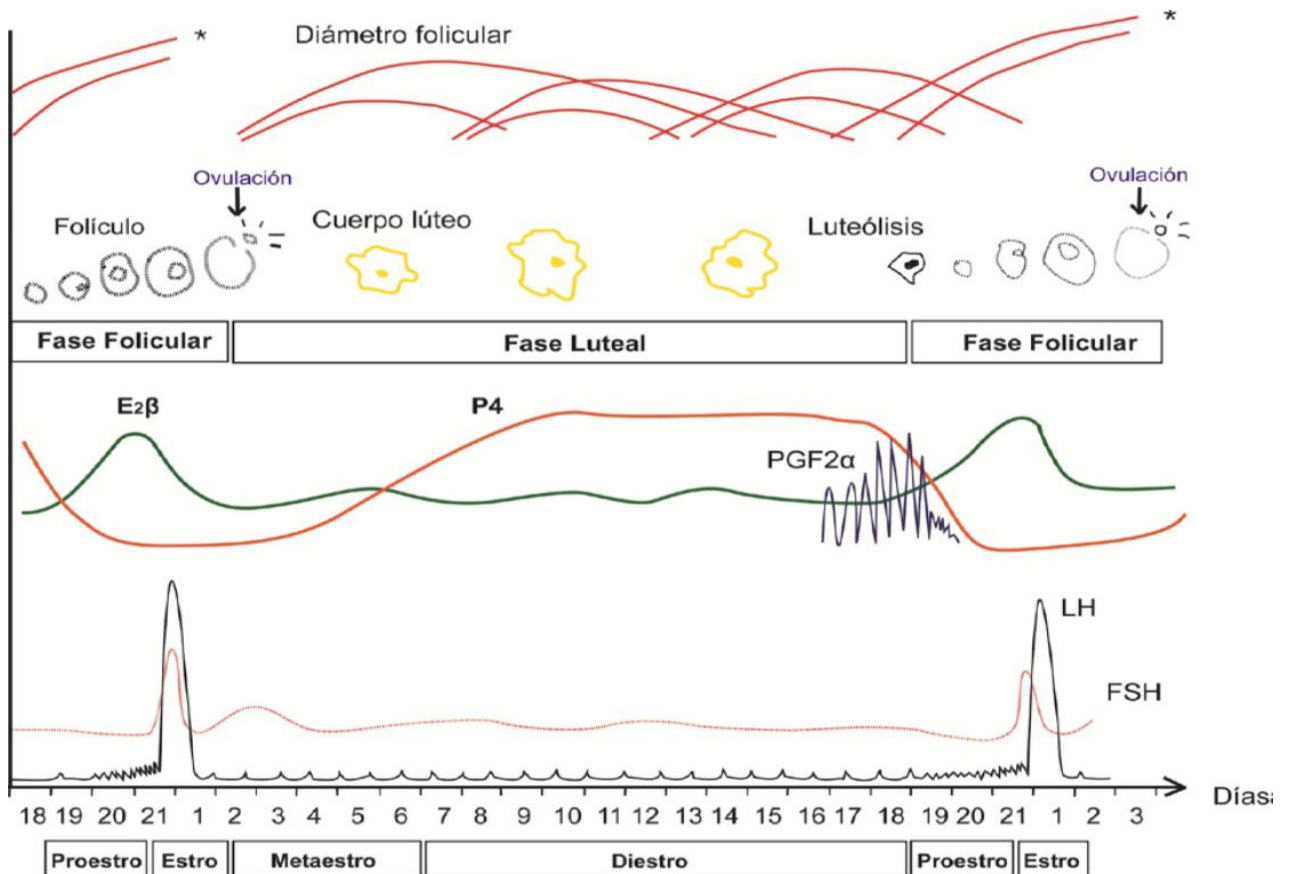 * Diámetro folicular *
Ovulación Ovulación
Folículo Cuerpo lúteo Luteólisis
Fase Folicular Fase Luteal Fase Folicular
E2β P4
PGF2α
LH
FSH
Días
18 19 20 21 1 2 3 4 5 6 7 8 9 10 11 12 13 14 15 16 17 18 19 20 21 1 2 3
Proestro Estro Metaestro Diestro Proestro Estro